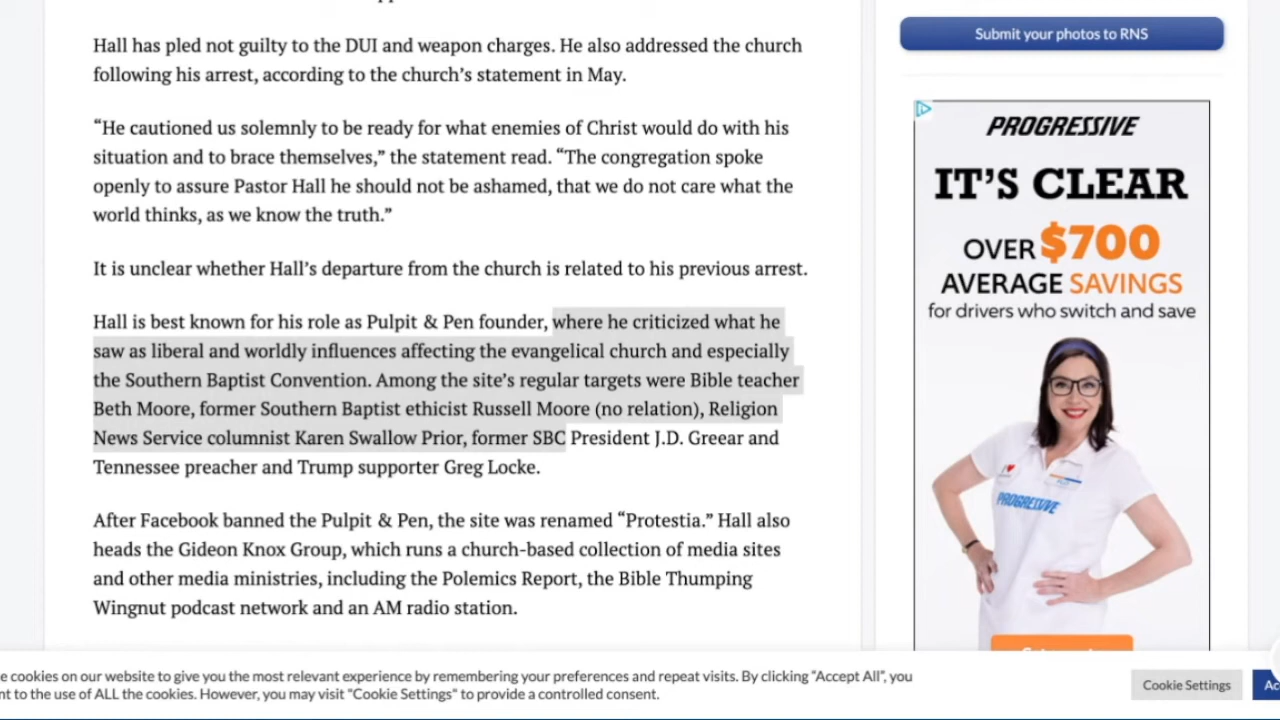 Hall has pled not guilty to the DUI and weapon charges. He also addressed the church
following his arrest, according to the church's statement in May.
“He cautioned us solemnly to be ready for what enemies of Christ would do with his
situation and to brace themselves,” the statement read. “The congregation spoke
openly to assure Pastor Hall he should not be ashamed, that we do not care what the
world thinks, as we know the truth.”
It is unclear whether Hall’s departure from the church is related to his previous arrest.
Hall is best known for his role as Pulpit & Pen founder, where he criticized what he
saw as liberal and worldly influences affecting the evangelical church and especially
the Southern Baptist Convention. Among the site’s regular targets were Bible teacher
Beth Moore, former Southern Baptist ethicist Russell Moore (no relation), Religion
News Service columnist Karen Swallow Prior, former SBC President J.D. Greear and
Tennessee preacher and Trump supporter Greg Locke.
After Facebook banned the Pulpit & Pen, the site was renamed “Protestia.” Hall also
heads the Gideon Knox Group, which runs a church-based collection of media sites
and other media ministries, including the Polemics Report, the Bible Thumping
Wingnut podcast network and an AM radio station.
Submit your photos to RNS
PROGRESSIVE
IT’S CLEAR
OVER $700
AVERAGE SAVINGS
for drivers who switch and save
PROGRESSIVE
e cookies on our website to give you the most relevant experience by remembering your preferences and repeat visits. By clicking “Accept All”, you
nt to the use of ALL the cookies. However, you may visit "Cookie Settings" to provide a controlled consent.
Cookie Settings
Ac